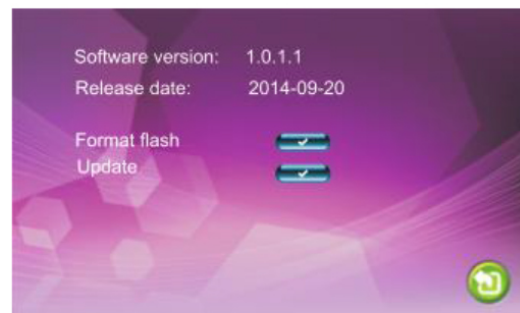 Software version: 1.0.1.1
Release date: 2014-09-20
Format flash
Update